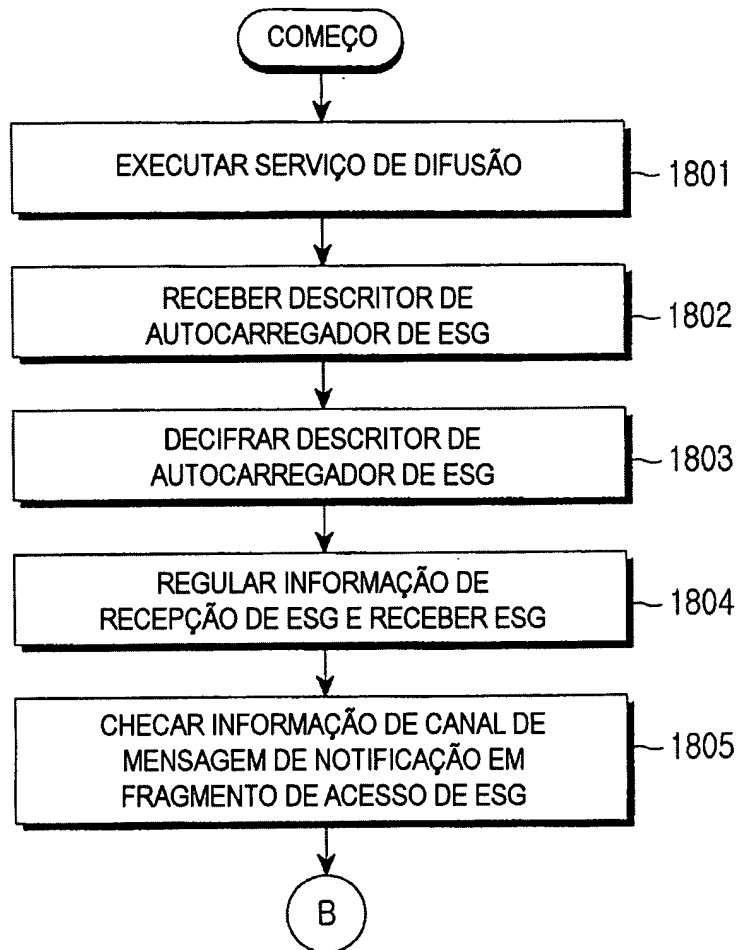 COMEÇO
EXECUTAR SERVIÇO DE DIFUSÃO
1801
RECEBER DESCRITOR DE
AUTOCARREGADOR DE ESG
1802
DECIFRAR DESCRITOR DE
AUTOCARREGADOR DE ESG
1803
REGULAR INFORMAÇÃO DE
RECEPÇÃO DE ESG E RECEBER ESG
1804
CHECAR INFORMAÇÃO DE CANAL DE
MENSAGEM DE NOTIFICAÇÃO EM
FRAGMENTO DE ACESSO DE ESG
1805
B